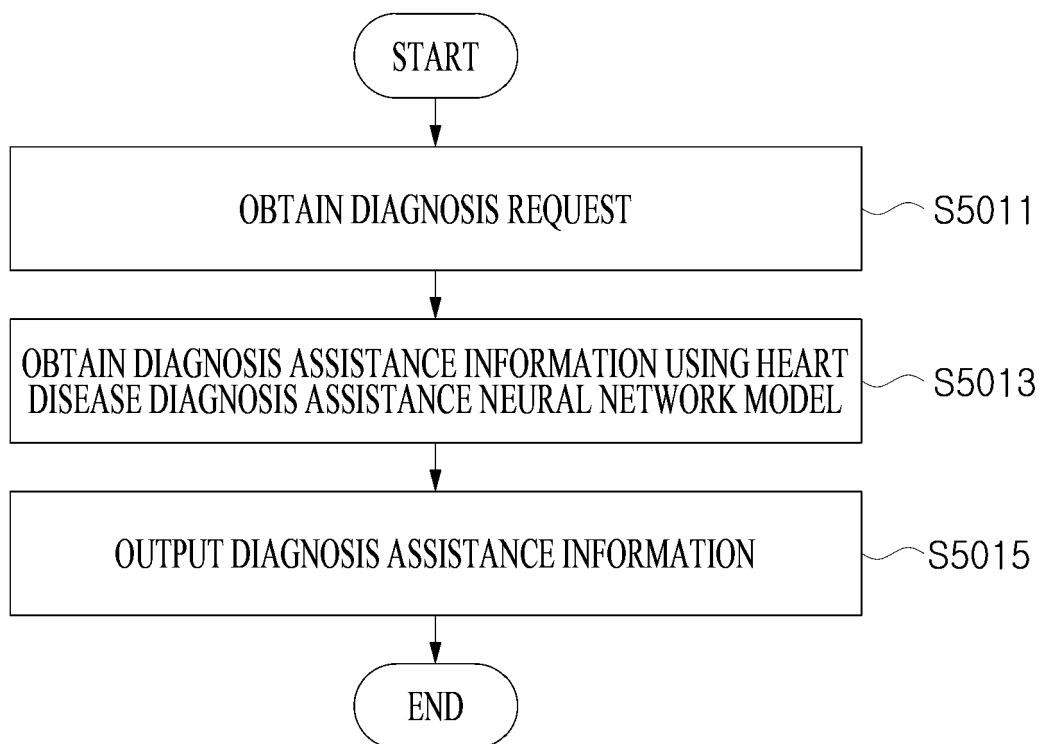 START
OBTAIN DIAGNOSIS REQUEST
S5011
OBTAIN DIAGNOSIS ASSISTANCE INFORMATION USING HEART
DISEASE DIAGNOSIS ASSISTANCE NEURAL NETWORK MODEL
S5013
OUTPUT DIAGNOSIS ASSISTANCE INFORMATION
S5015
END